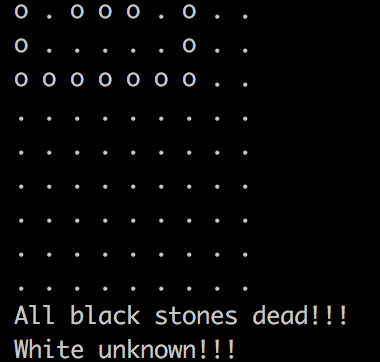 o . o o o . o . .
o . . . . . o . .
o o o o o o o . .
. . . . . . . . .
. . . . . . . . .
. . . . . . . . .
. . . . . . . . .
. . . . . . . . .
. . . . . . . . .
All black stones dead!!!
White unknown!!!